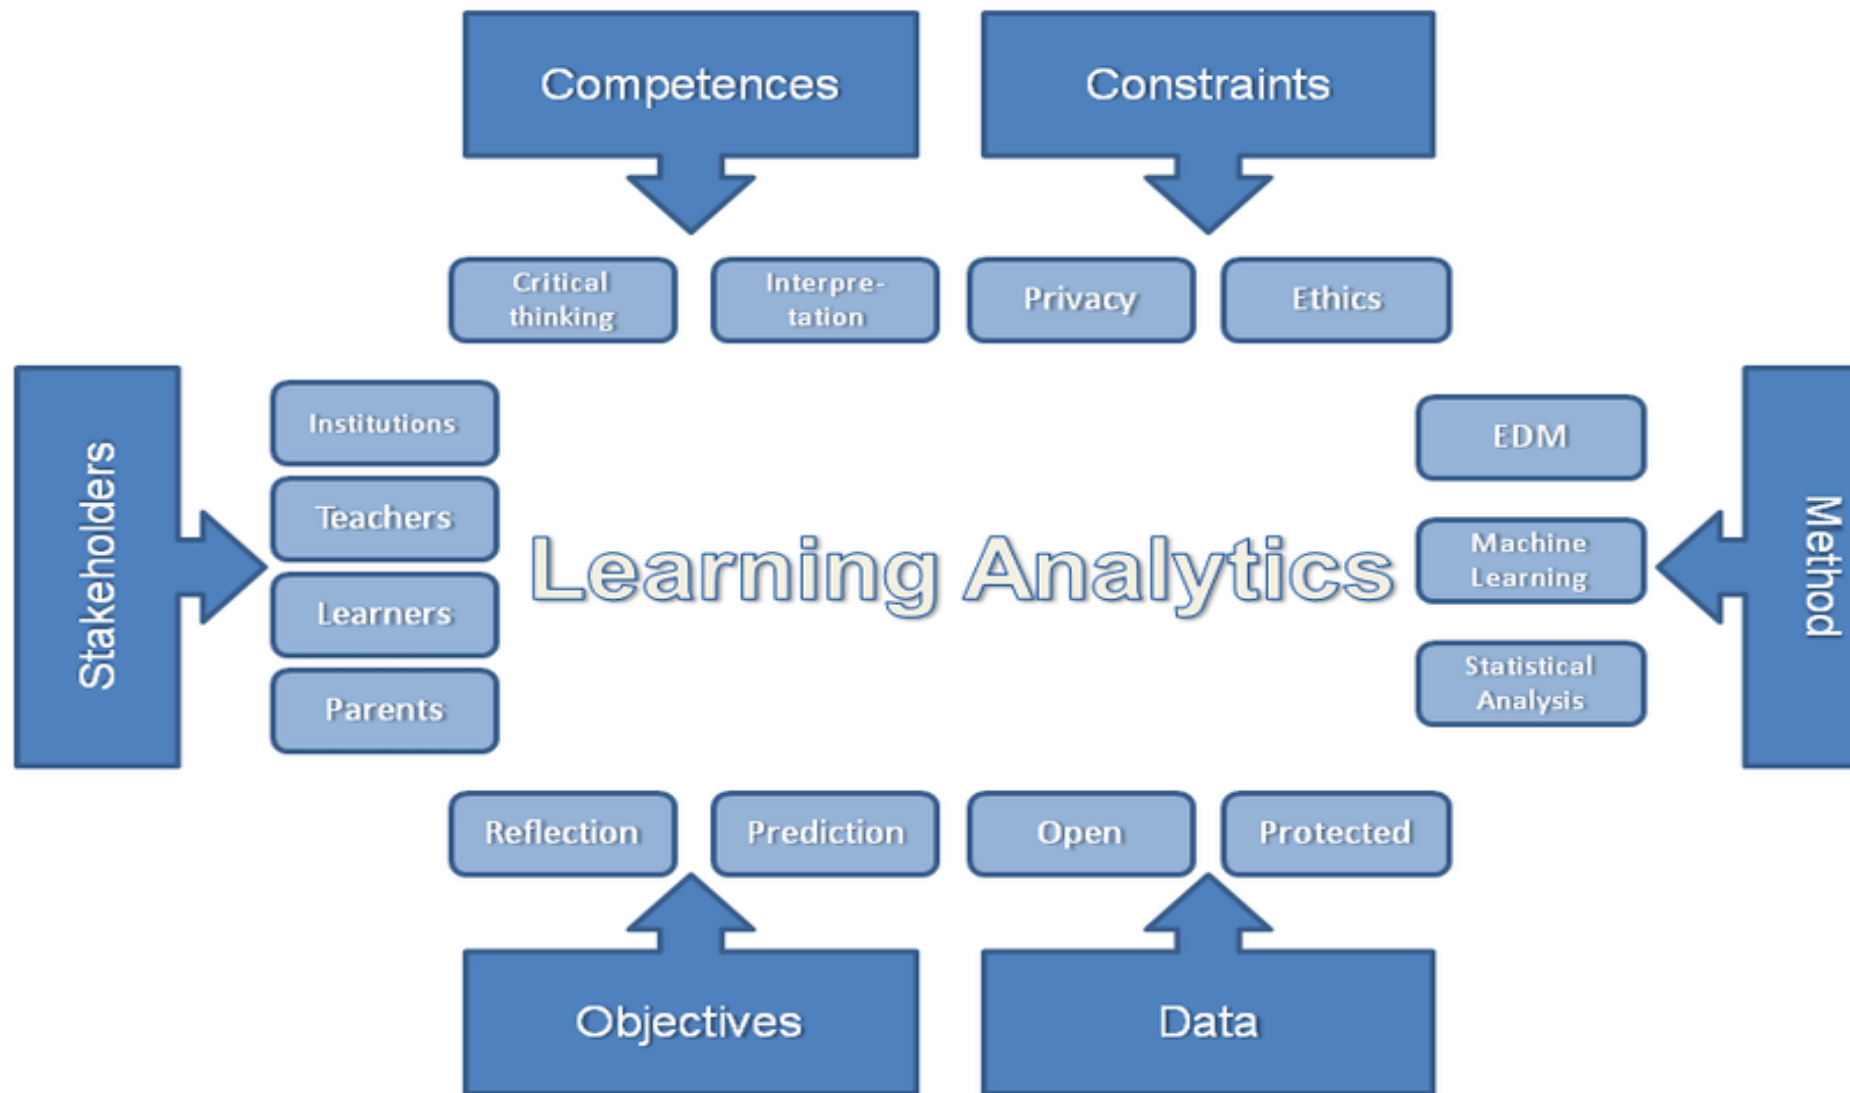 Competences
Constraints
Critical
thinking
Interpre-
tation
Privacy
Ethics
Stakeholders
Institutions
Teachers
Learners
Parents
Learning Analytics
EDM
Machine
Learning
Statistical
Analysis
Method
Reflection
Prediction
Open
Protected
Objectives
Data